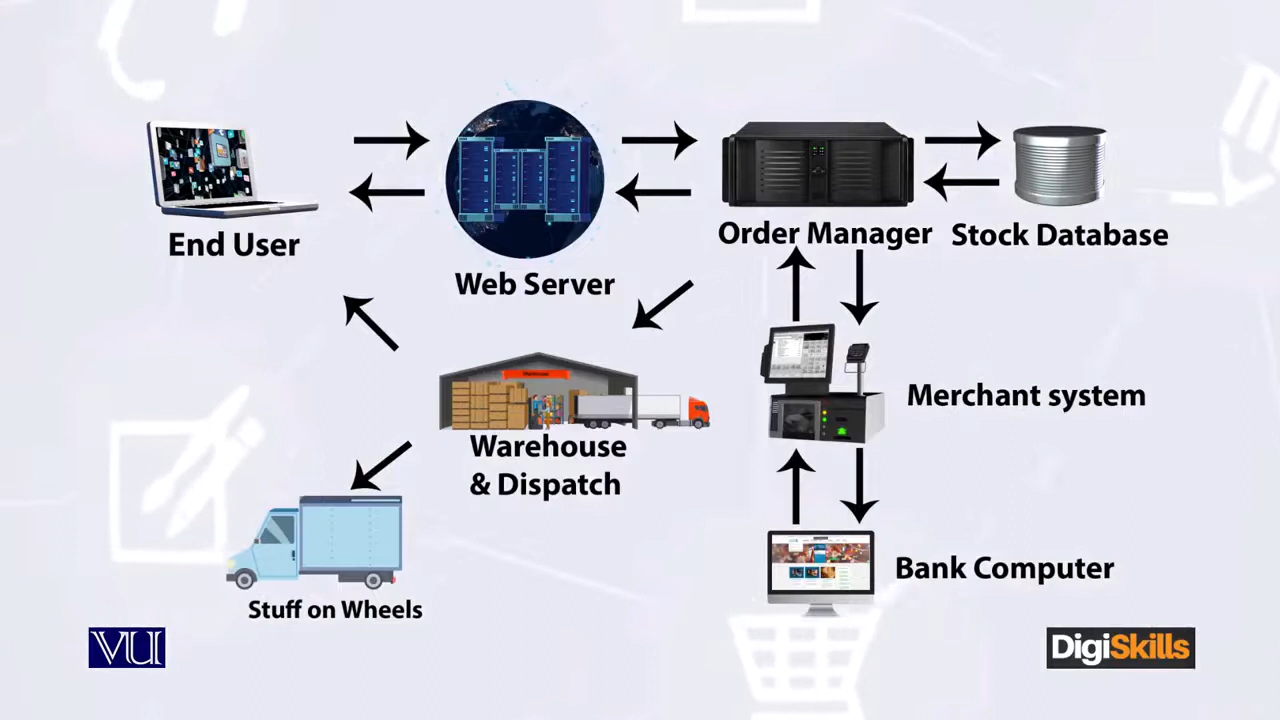 End User
Web Server
Order Manager
Stock Database
Warehouse
Merchant system
Warehouse
& Dispatch
Bank Computer
Stuff on Wheels
VU
DigiSkills